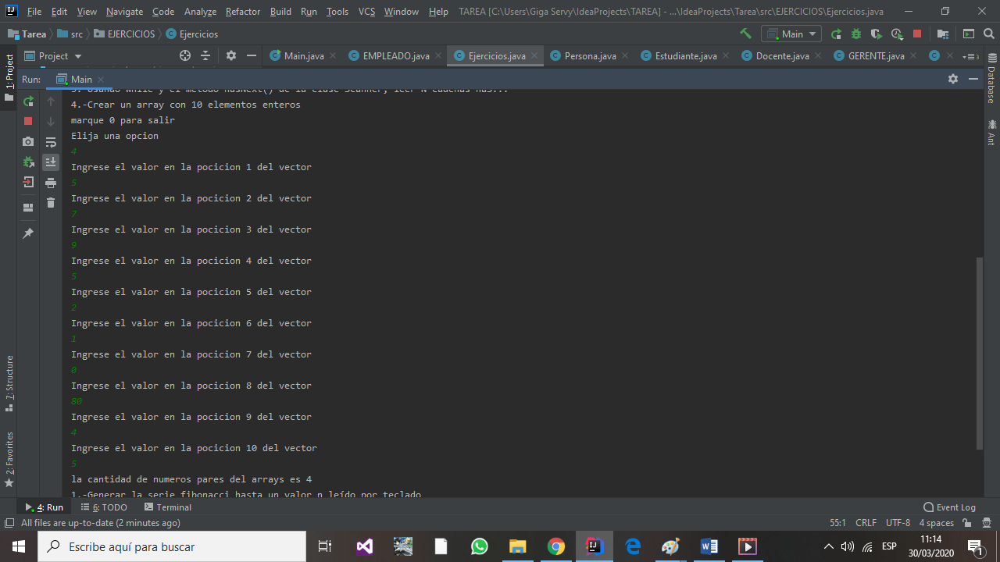 File Edit View Navigate Code Analyze Refactor Build Run Tools VCS Window Help TAREA [C:\Users\Giga Servy\IdeaProjects\TAREA] - ...\IdeaProjects\Tarea\src\EJERCICIOS\Ejercicios.java
Tarea src EJERCICIOS Ejercicios Main
Project Main.java EMPLEADO.java Ejercicios.java Persona.java Estudiante.java Docente.java GERENTE.java 3
1: Project
Database
Ant
Run: Main
3.-Usando while y el metodo hasNext() de la clase Scanner, leer N cadenas has...
4.-Crear un array con 10 elementos enteros
marque 0 para salir
Elija una opcion
4
Ingrese el valor en la pocicion 1 del vector
5
Ingrese el valor en la pocicion 2 del vector
7
Ingrese el valor en la pocicion 3 del vector
9
Ingrese el valor en la pocicion 4 del vector
5
Ingrese el valor en la pocicion 5 del vector
2
Ingrese el valor en la pocicion 6 del vector
1
Ingrese el valor en la pocicion 7 del vector
0
Ingrese el valor en la pocicion 8 del vector
80
Ingrese el valor en la pocicion 9 del vector
4
Ingrese el valor en la pocicion 10 del vector
5
la cantidad de numeros pares del arrays es 4
1.-Generar la serie fibonacci hasta un valor n leído por teclado
7: Structure
2: Favorites
4: Run 6: TODO Terminal Event Log
All files are up-to-date (2 minutes ago) 55:1 CRLF UTF-8 4 spaces
Escribe aquí para buscar
ESP
11:14
30/03/2020
1